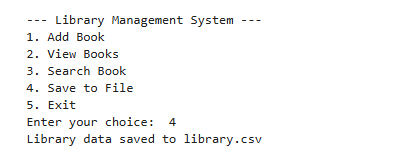 --- Library Management System ---
1. Add Book
2. View Books
3. Search Book
4. Save to File
5. Exit
Enter your choice:  4
Library data saved to library.csv